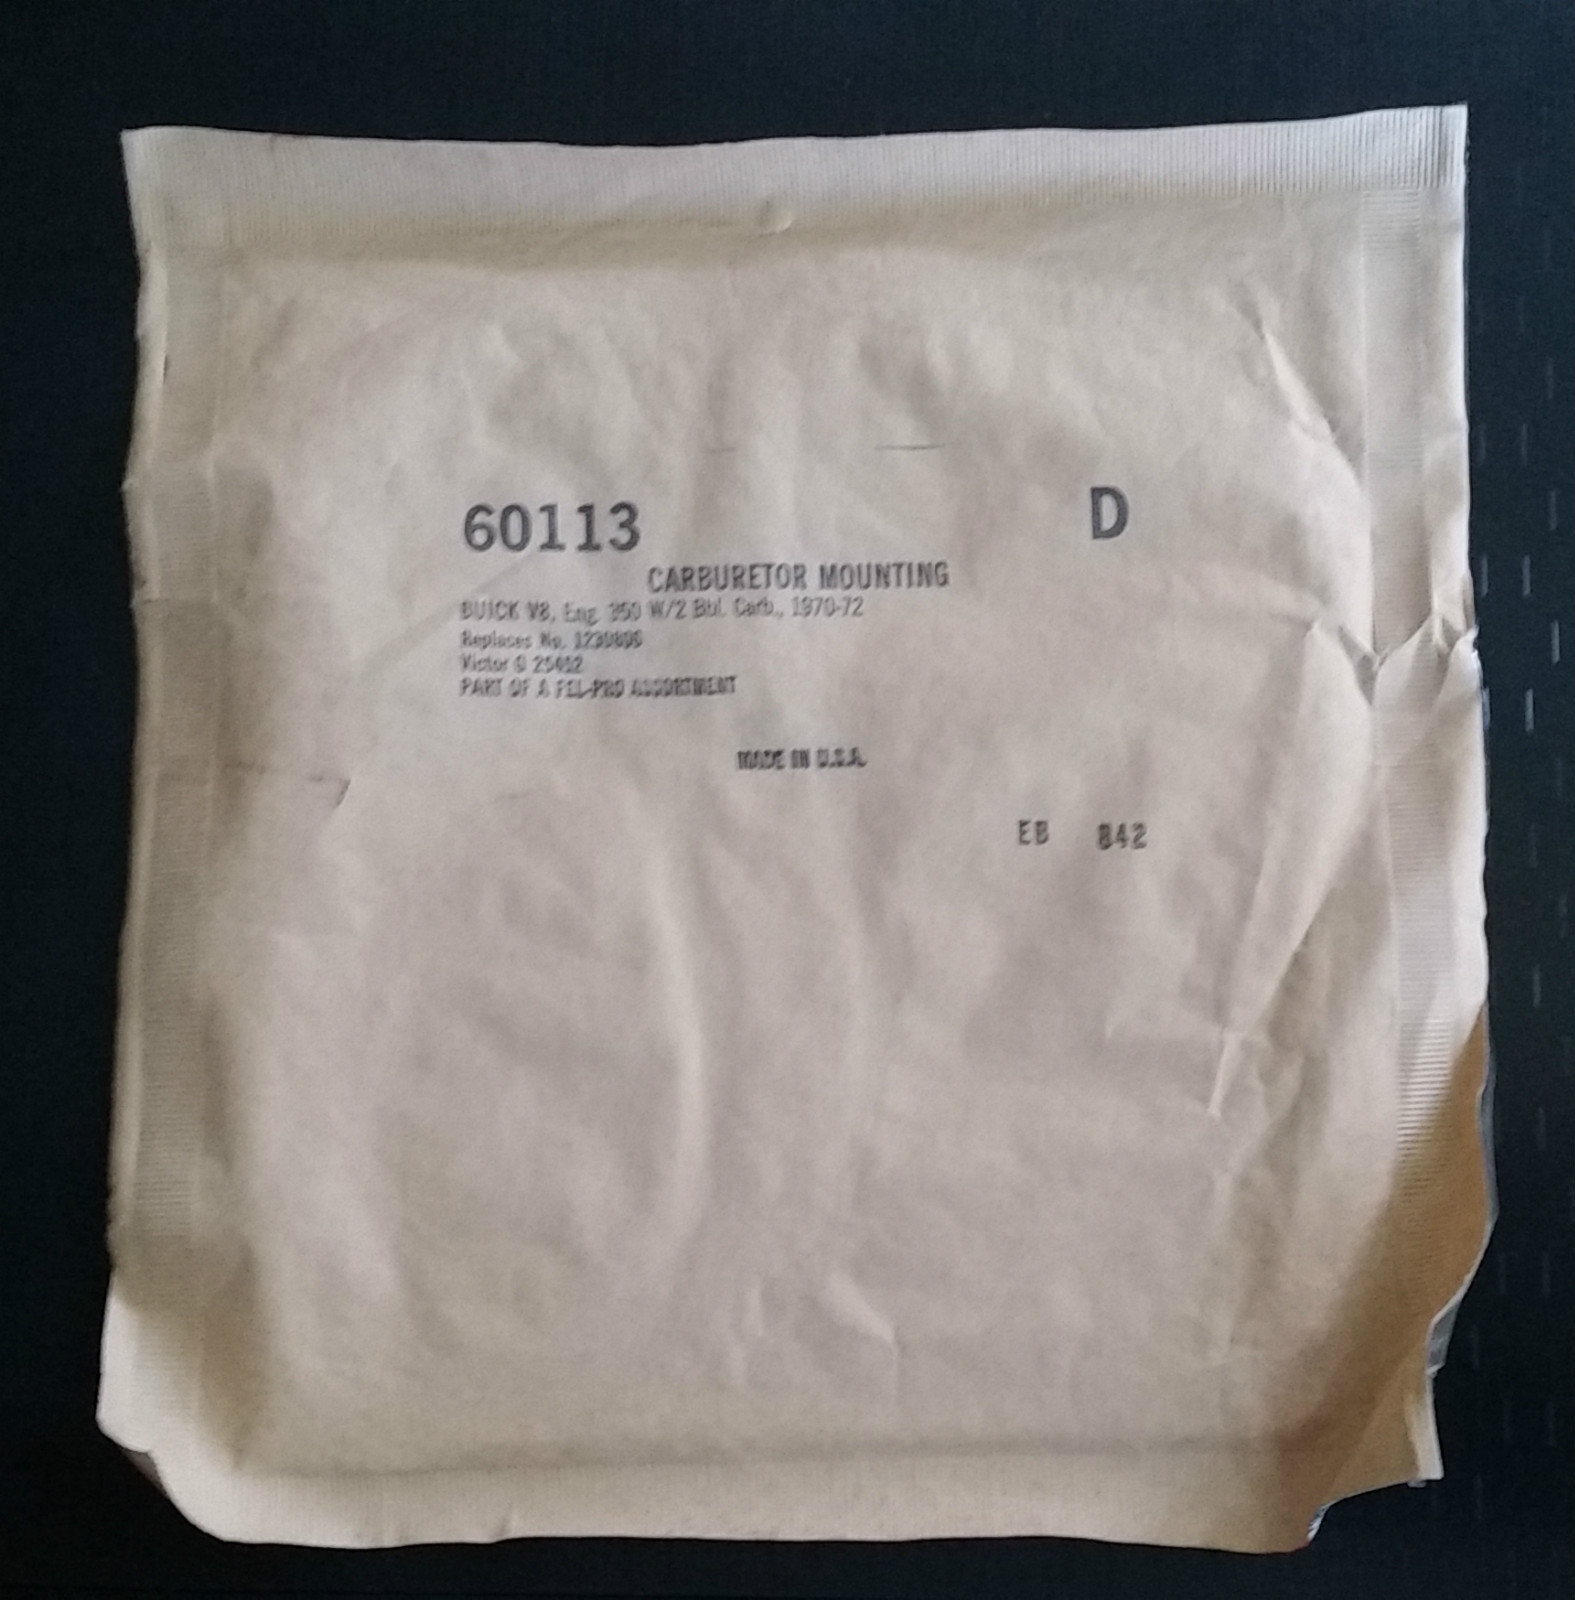 60113 D
CARBURETOR MOUNTING
BUICK V8, Eng. 350 W/2 Bbl. Carb., 1970-72
Replaces No.
Victor G
PART OF A FEL-PRO ASSORTMENT
MADE IN U.S.A.
EB 842